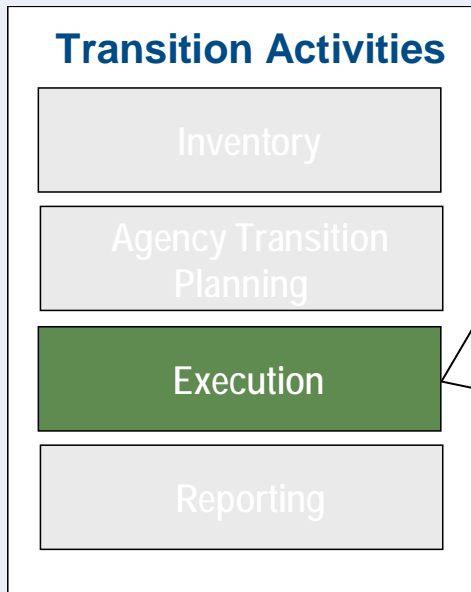 Transition Activities
Inventory
Agency Transition
Planning
Execution
Reporting